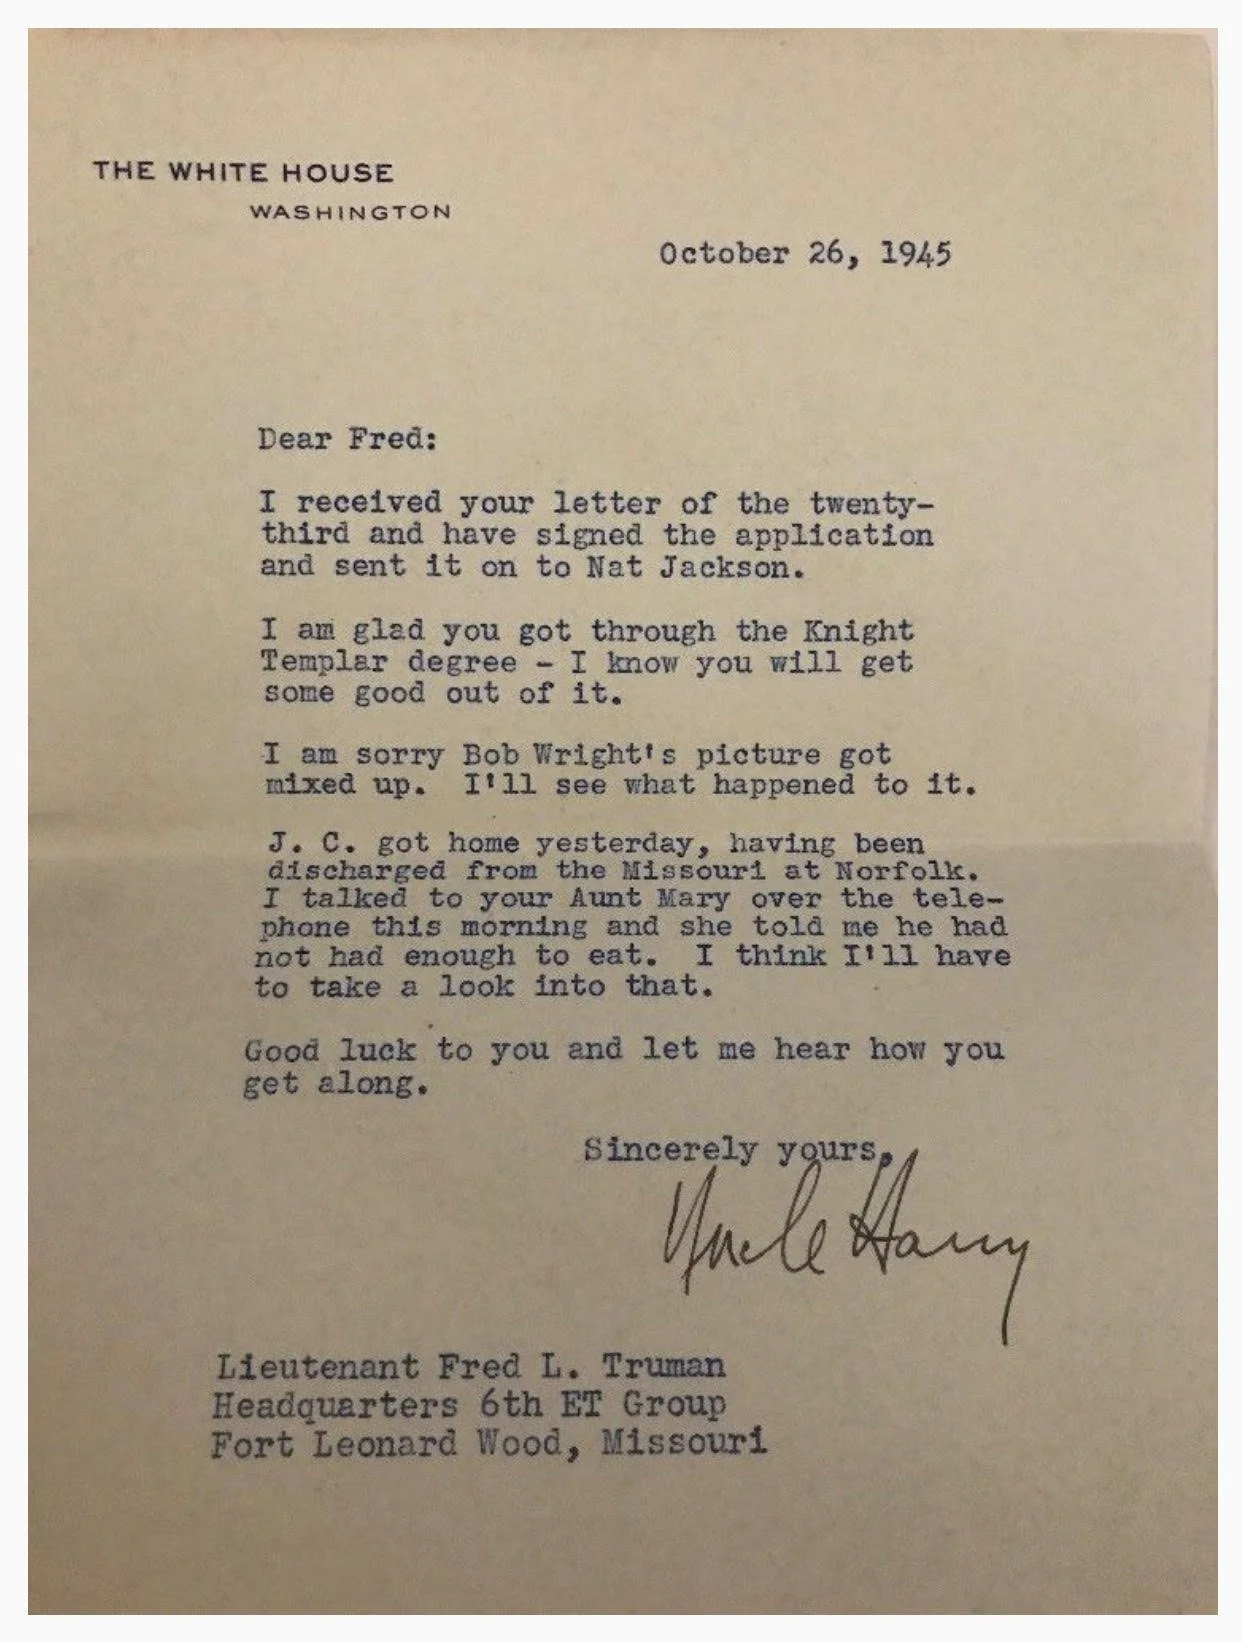 THE WHITE HOUSE
WASHINGTON
October 26, 1945
Dear Fred:
I received your letter of the twenty-
third and have signed the application
and sent it on to Nat Jackson.
I am glad you got through the Knight
Templar degree - I know you will get
some good out of it.
I am sorry Bob Wright's picture got
mixed up. I'll see what happened to it.
J. C. got home yesterday, having been
discharged from the Missouri at Norfolk.
I talked to your Aunt Mary over the tele-
phone this morning and she told me he had
not had enough to eat. I think I'll have
to take a look into that.
Good luck to you and let me hear how you
get along.
Sincerely yours,
Uncle Harry
Lieutenant Fred L. Truman
Headquarters 6th ET Group
Fort Leonard Wood, Missouri